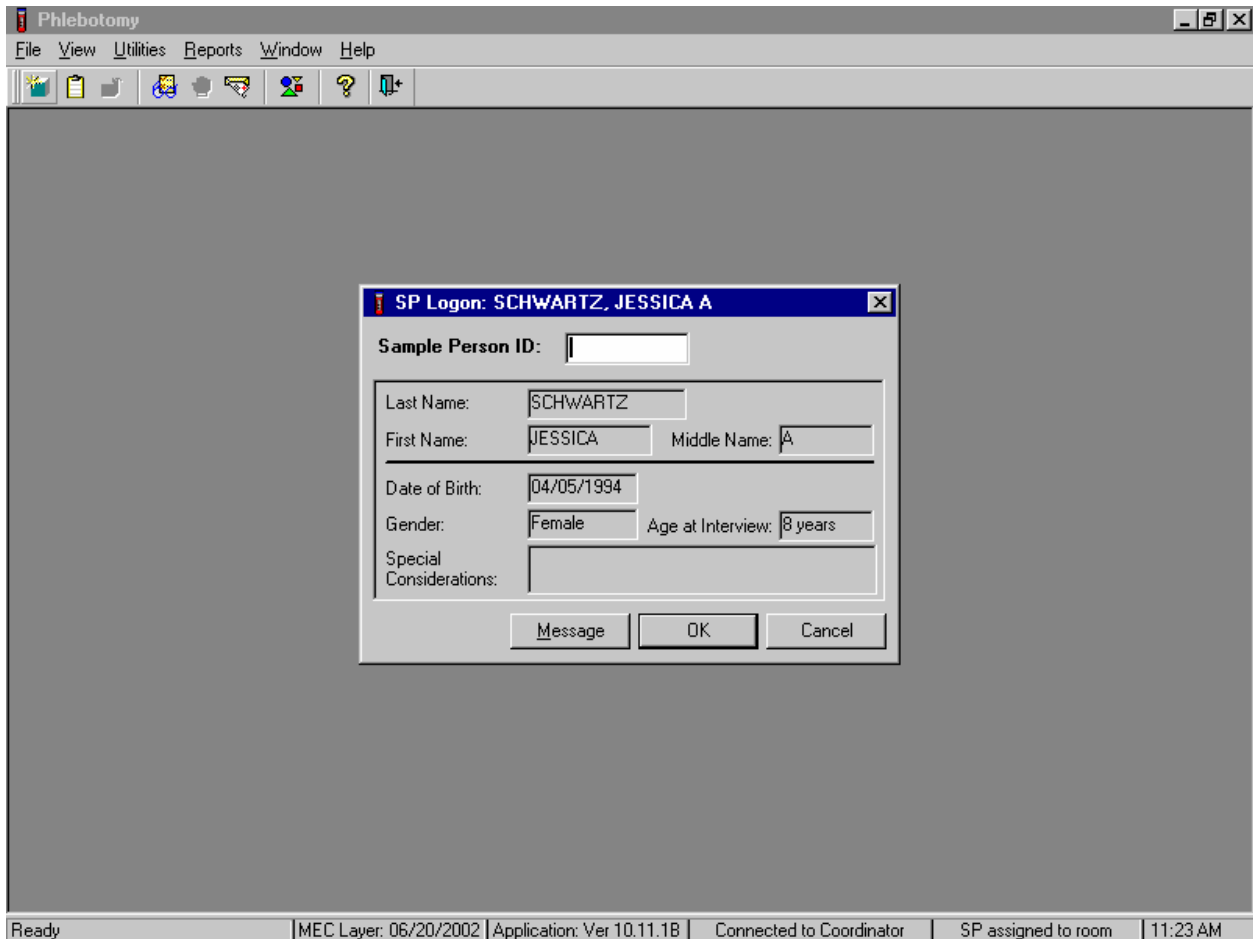 Phlebotomy
File View Utilities Reports Window Help
SP Logon: SCHWARTZ, JESSICA A
Sample Person ID:
Last Name: SCHWARTZ
First Name: JESSICA Middle Name: A
Date of Birth: 04/05/1994
Gender: Female Age at Interview: 8 years
Special
Considerations:
Message OK Cancel
Ready MEC Layer: 06/20/2002 Application: Ver 10.11.1B Connected to Coordinator SP assigned to room 11:23 AM